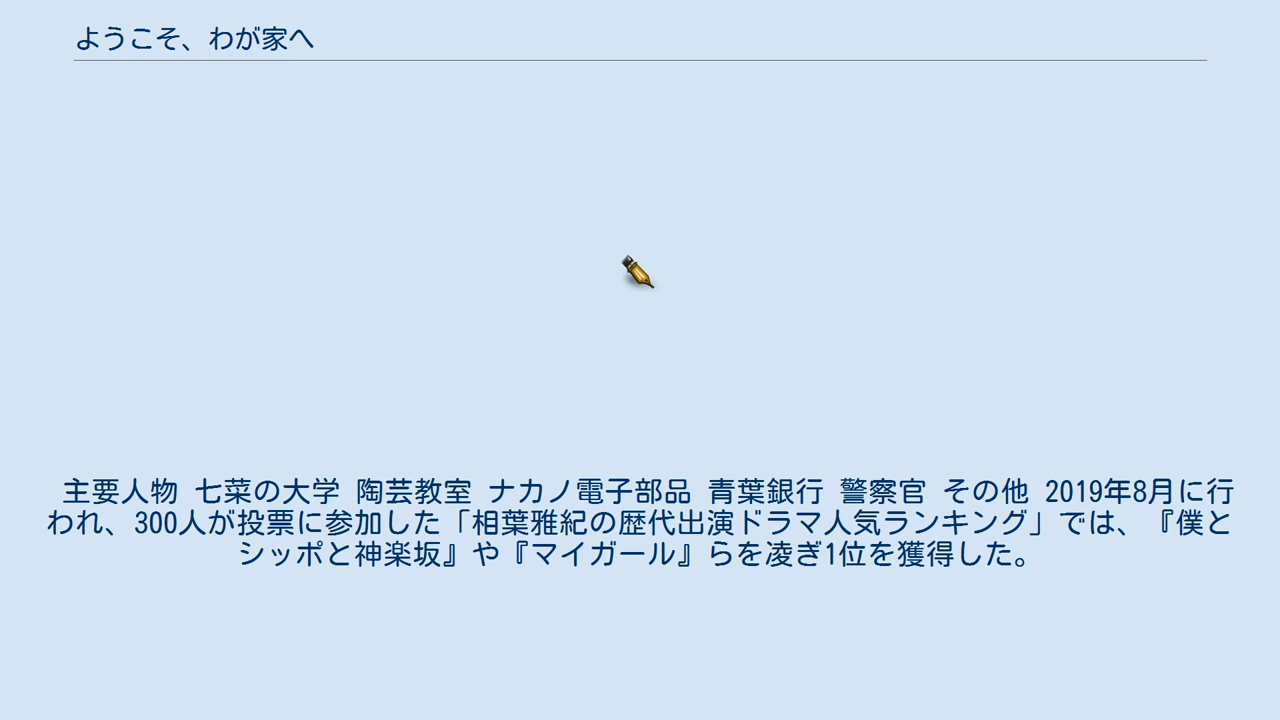 ようこそ、わが家へ
主要人物 七菜の大学 陶芸教室 ナカノ電子部品 青葉銀行 警察官 その他 2019年8月に行
われ、300人が投票に参加した「相葉雅紀の歴代出演ドラマ人気ランキング」では、『僕と
シッポと神楽坂』や『マイガール』らを凌ぎ1位を獲得した。